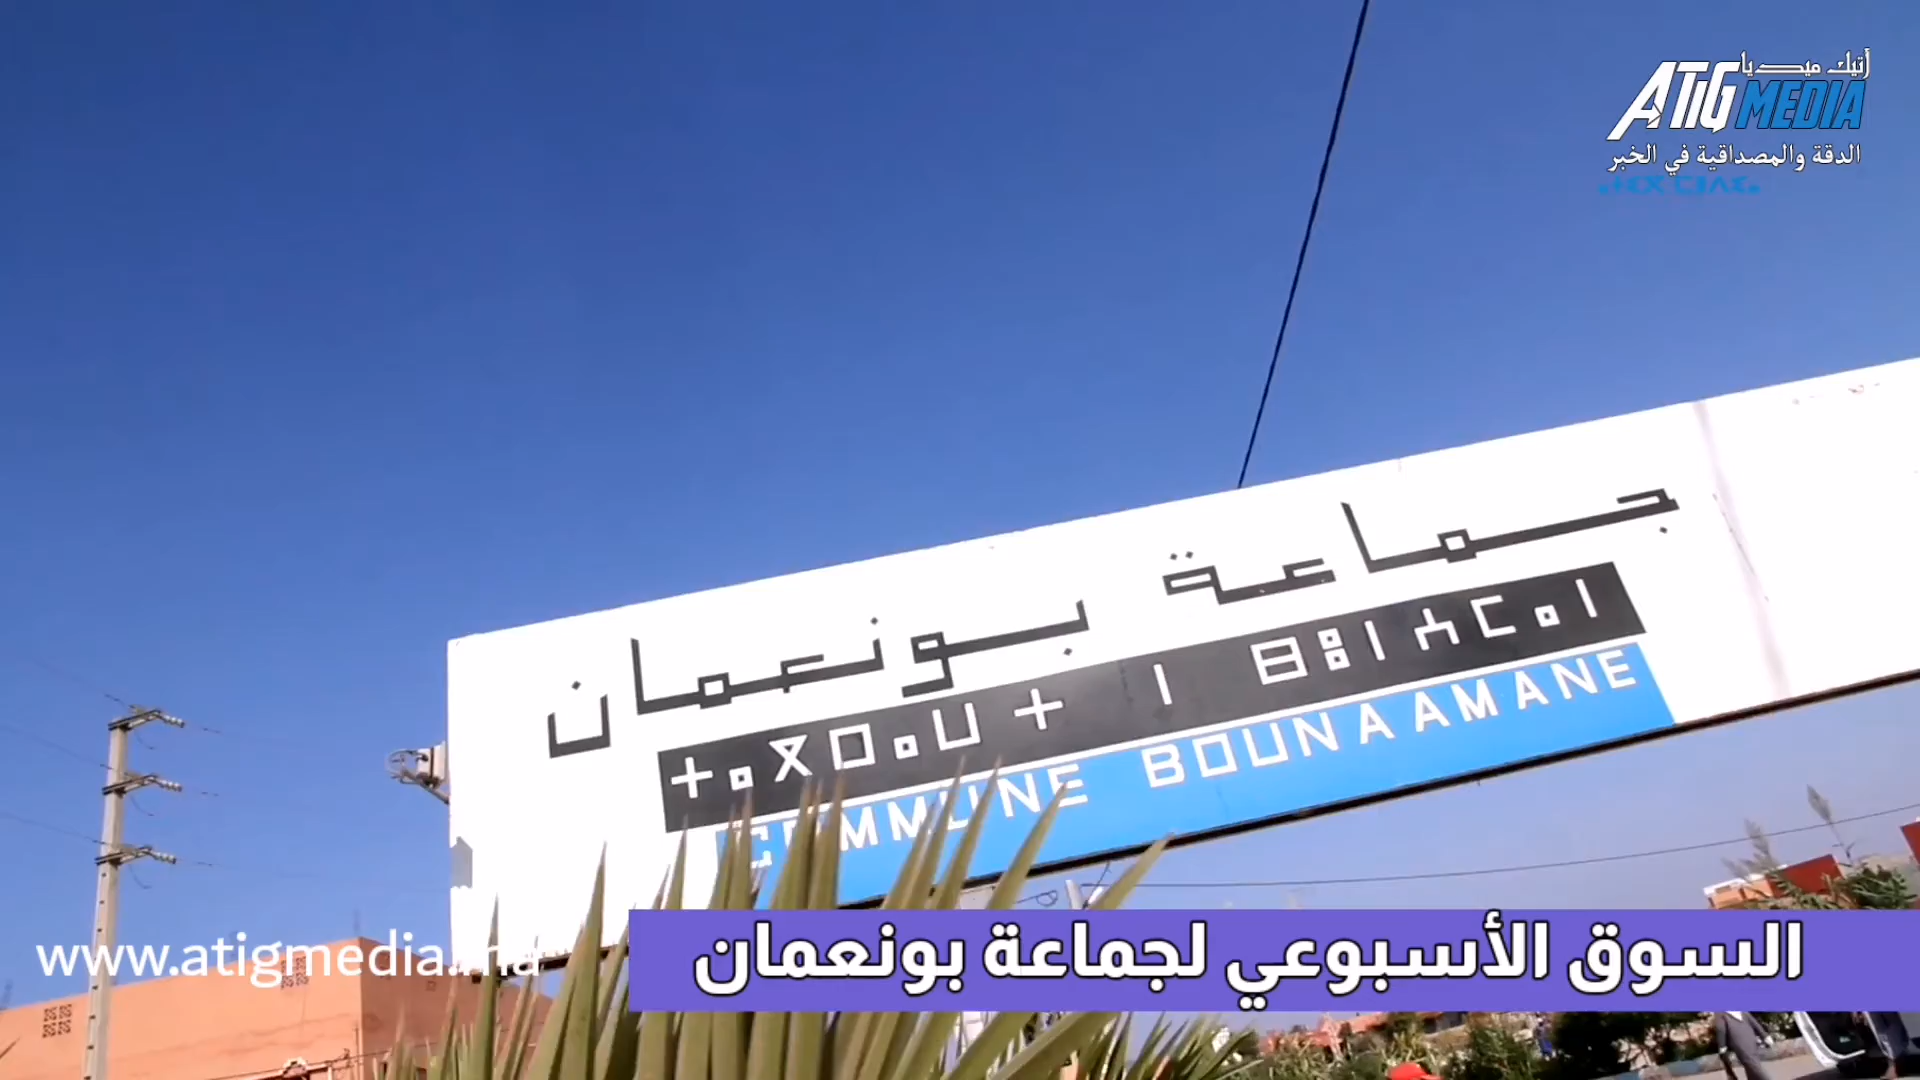 أتيك ميديا
ATIG MEDIA
الدقة والمصداقية في الخبر
جماعة بونعمان
ⵜⴰⴳⵔⴰⵡⵜ ⵏ ⴱⵓⵏⵄⵎⴰⵏ
COMMUNE BOUNAAMANE
السوق الأسبوعي لجماعة بونعمان
www.atigmedia.ma